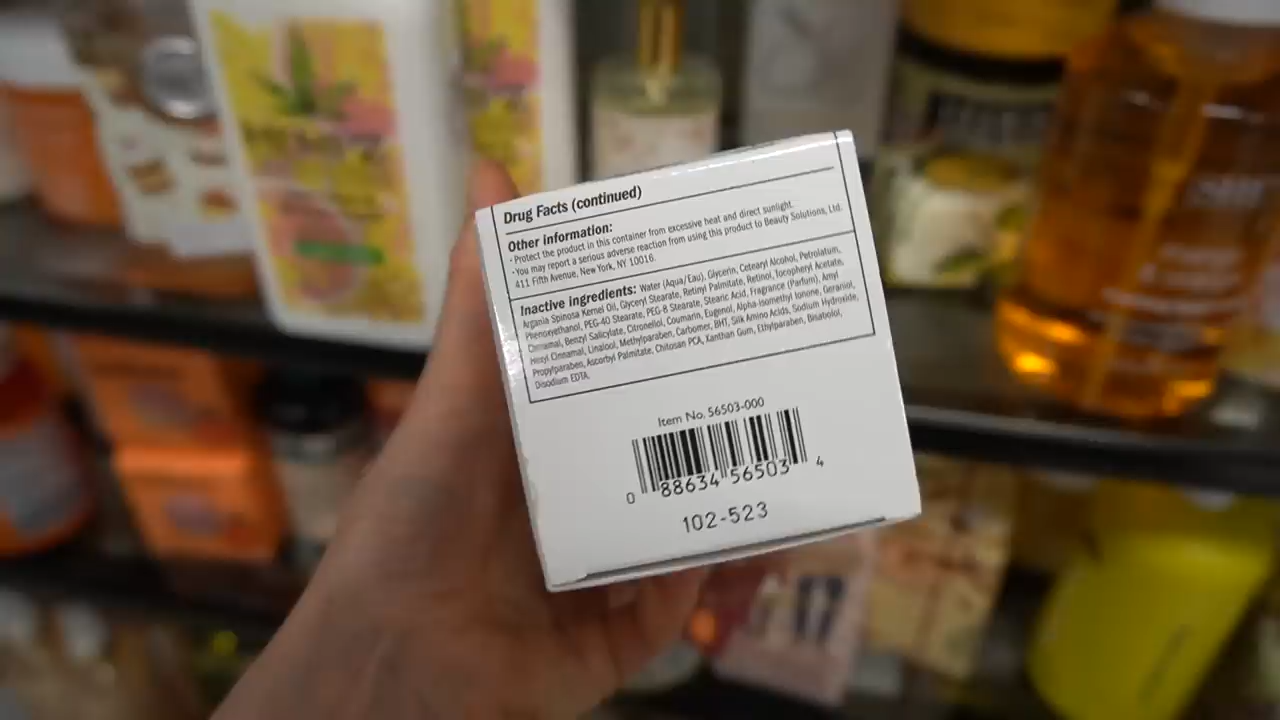 Drug Facts (continued)
Other information:
· Protect the product in this container from excessive heat and direct sunlight.
· You may report a serious adverse reaction from using this product to Beauty Solutions, Ltd.
411 Fifth Avenue, New York, NY 10016.
Inactive ingredients: Water (Aqua/Eau), Glycerin, Cetearyl Alcohol, Petrolatum,
Argania Spinosa Kernel Oil, Glyceryl Stearate, Retinyl Palmitate, Retinol, Tocopheryl Acetate,
Phenoxyethanol, PEG-40 Stearate, PEG-8 Stearate, Stearic Acid, Fragrance (Parfum), Amyl
Cinnamal, Benzyl Salicylate, Citronellol, Coumarin, Eugenol, Alpha-Isomethyl Ionone, Geraniol,
Hexyl Cinnamal, Linalool, Methylparaben, Carbomer, BHT, Silk Amino Acids, Sodium Hydroxide,
Propylparaben, Ascorbyl Palmitate, Chitosan PCA, Xanthan Gum, Ethylparaben, Bisabolol,
Disodium EDTA.
Item No. 56503-000
0 88634 56503 4
102-523